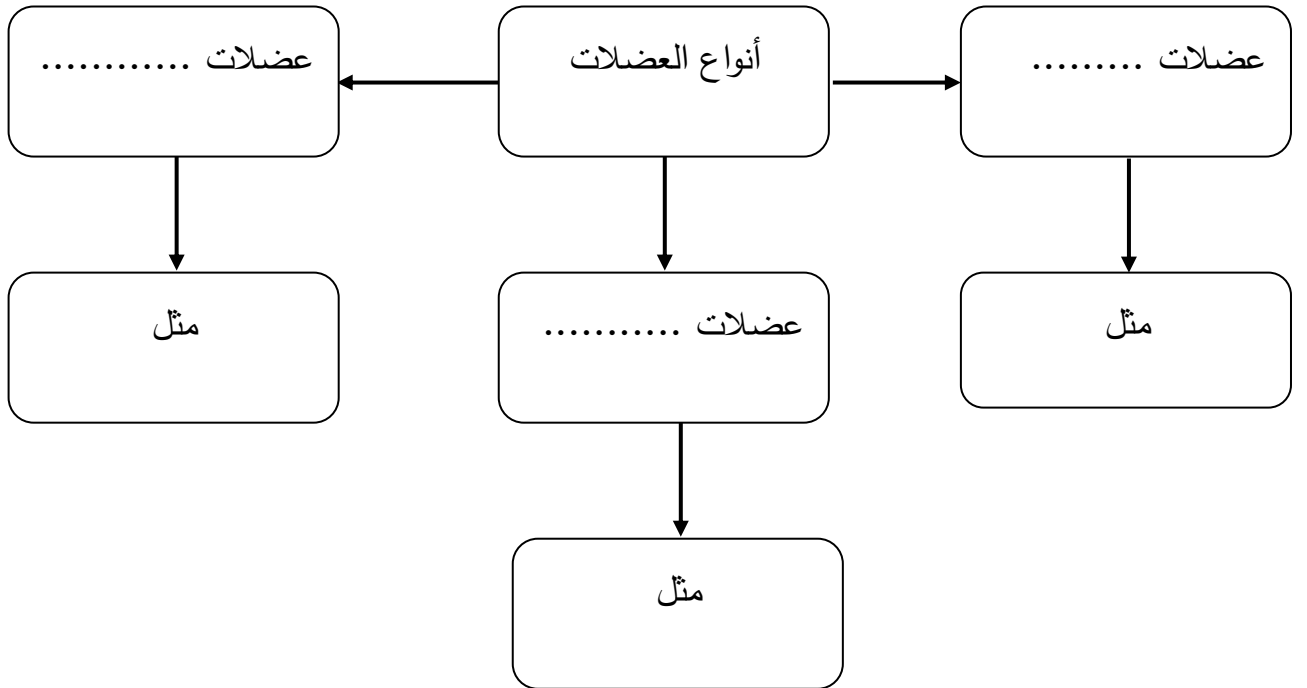 عضلات .........
أنواع العضلات
عضلات ............
مثل
عضلات ...........
مثل
مثل